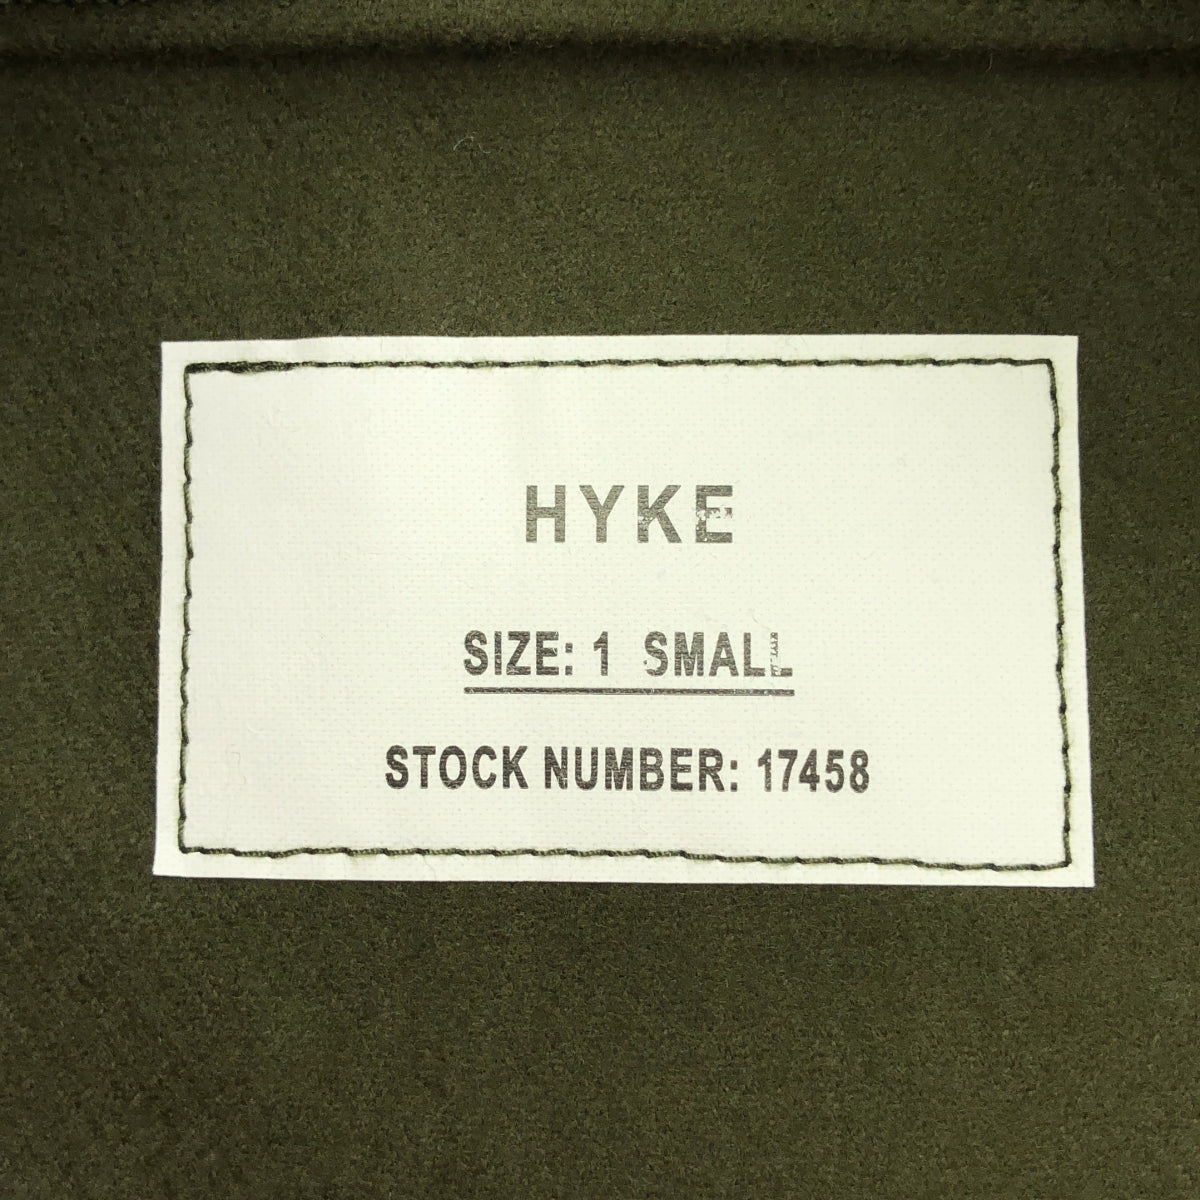 HYKE
SIZE: 1 SMALL
STOCK NUMBER: 17458